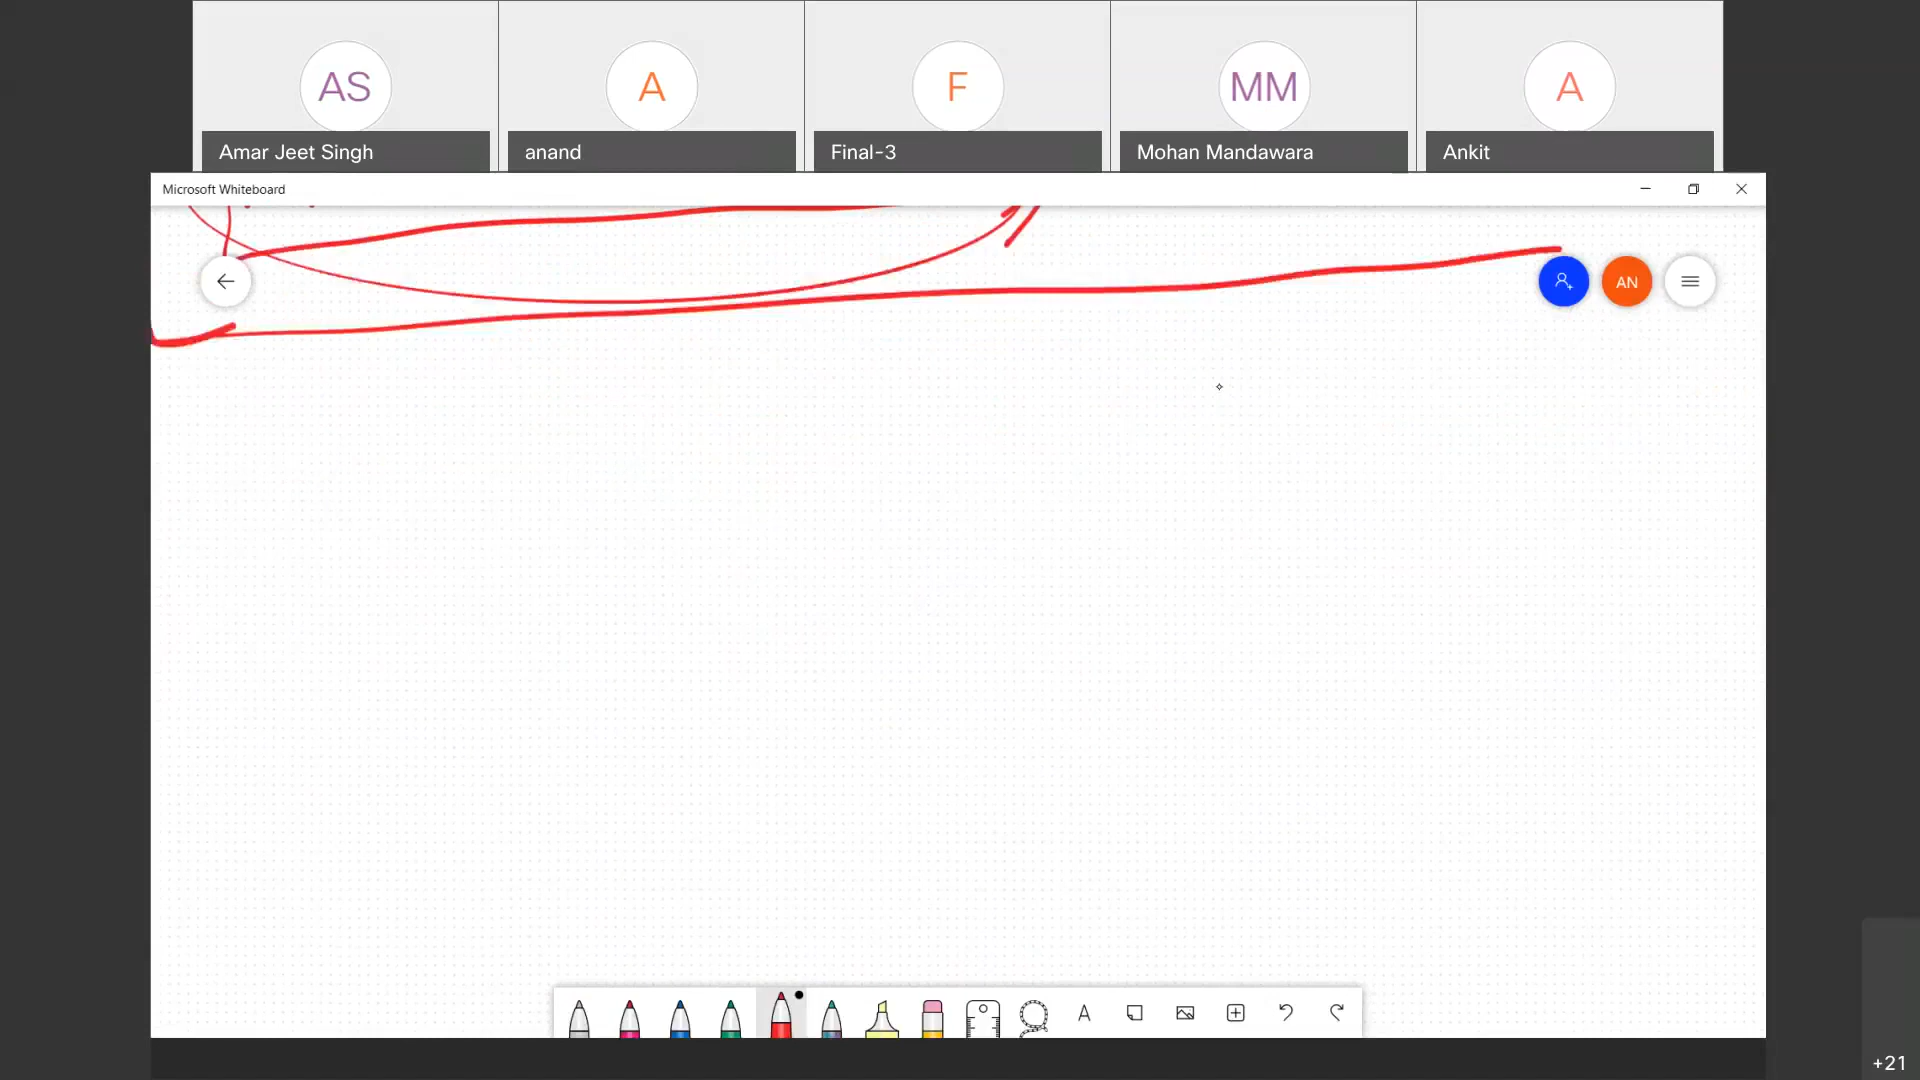 AS
A
F
MM
A
Amar Jeet Singh
anand
Final-3
Mohan Mandawara
Ankit
Microsoft Whiteboard
AN
A
+21